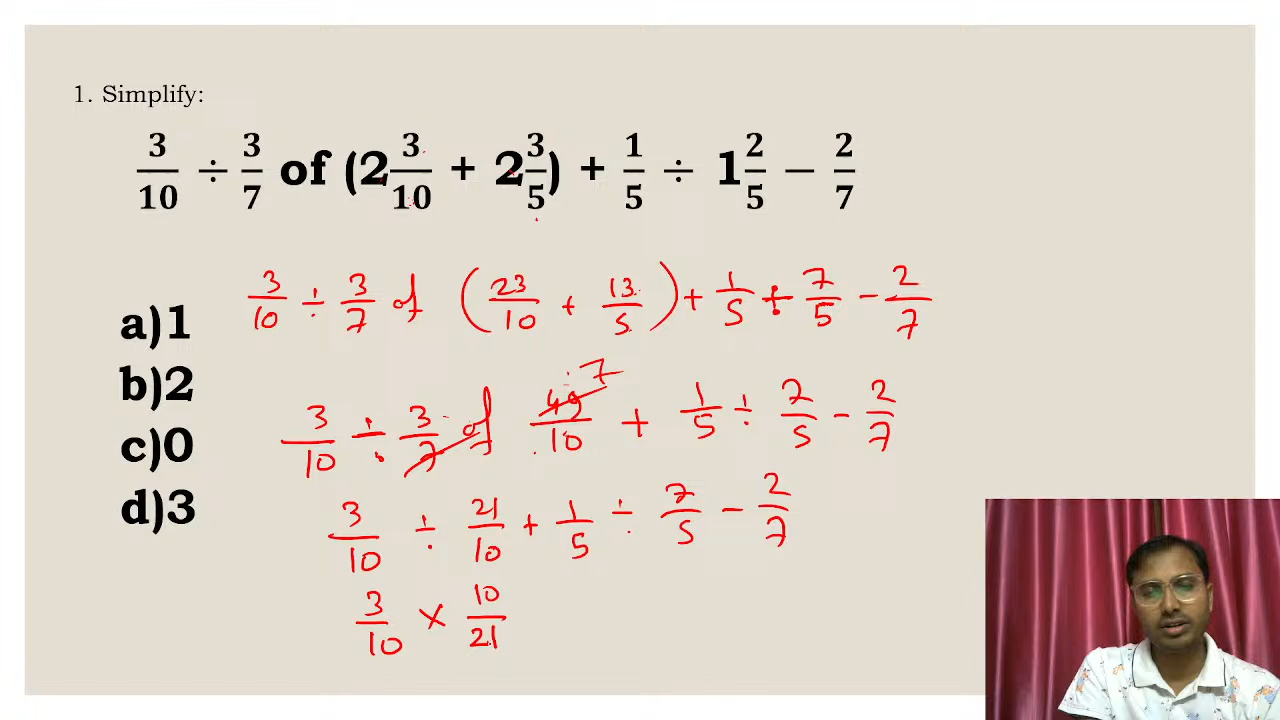 1. Simplify:
3/10 ÷ 3/7 of (2 3/10 + 2 3/5) + 1/5 ÷ 1 2/5 − 2/7
3/10 ÷ 3/7 of (23/10 + 13/5) + 1/5 ÷ 7/5 − 2/7
a)1
b)2
3/10 ÷ 3/7 of 49/10 7 + 1/5 ÷ 7/5 − 2/7
c)0
d)3
3/10 ÷ 21/10 + 1/5 ÷ 7/5 − 2/7
3/10 × 10/21